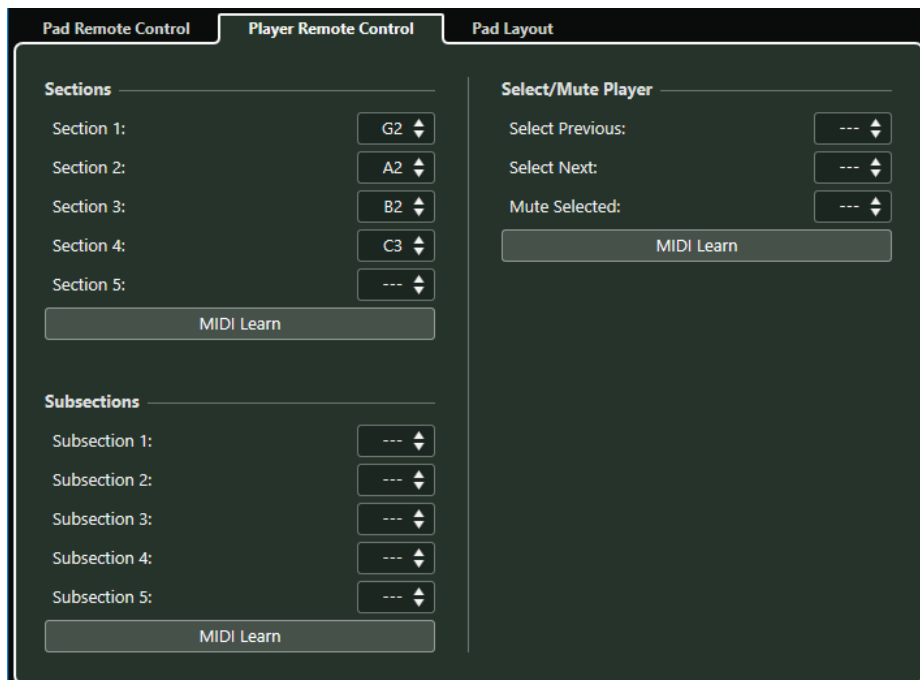 Pad Remote Control Player Remote Control Pad Layout
Sections
Section 1: G2
Section 2: A2
Section 3: B2
Section 4: C3
Section 5: ---
MIDI Learn
Subsections
Subsection 1: ---
Subsection 2: ---
Subsection 3: ---
Subsection 4: ---
Subsection 5: ---
MIDI Learn
Select/Mute Player
Select Previous: ---
Select Next: ---
Mute Selected: ---
MIDI Learn